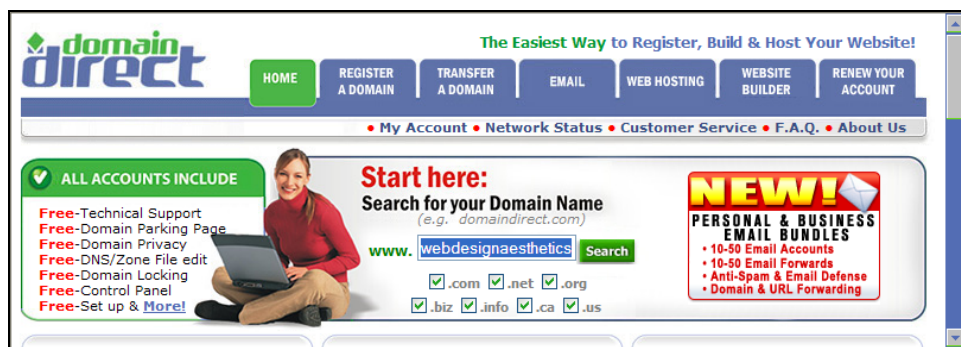 domain
direct
The Easiest Way to Register, Build & Host Your Website!
HOME
REGISTER
A DOMAIN
TRANSFER
A DOMAIN
EMAIL
WEB HOSTING
WEBSITE
BUILDER
RENEW YOUR
ACCOUNT
• My Account • Network Status • Customer Service • F.A.Q. • About Us
ALL ACCOUNTS INCLUDE
Free-Technical Support
Free-Domain Parking Page
Free-Domain Privacy
Free-DNS/Zone File edit
Free-Domain Locking
Free-Control Panel
Free-Set up & More!
Start here:
Search for your Domain Name
(e.g. domaindirect.com)
www. webdesignaesthetics Search
.com .net .org
.biz .info .ca .us
NEW!
PERSONAL & BUSINESS
EMAIL BUNDLES
• 10-50 Email Accounts
• 10-50 Email Forwards
• Anti-Spam & Email Defense
• Domain & URL Forwarding